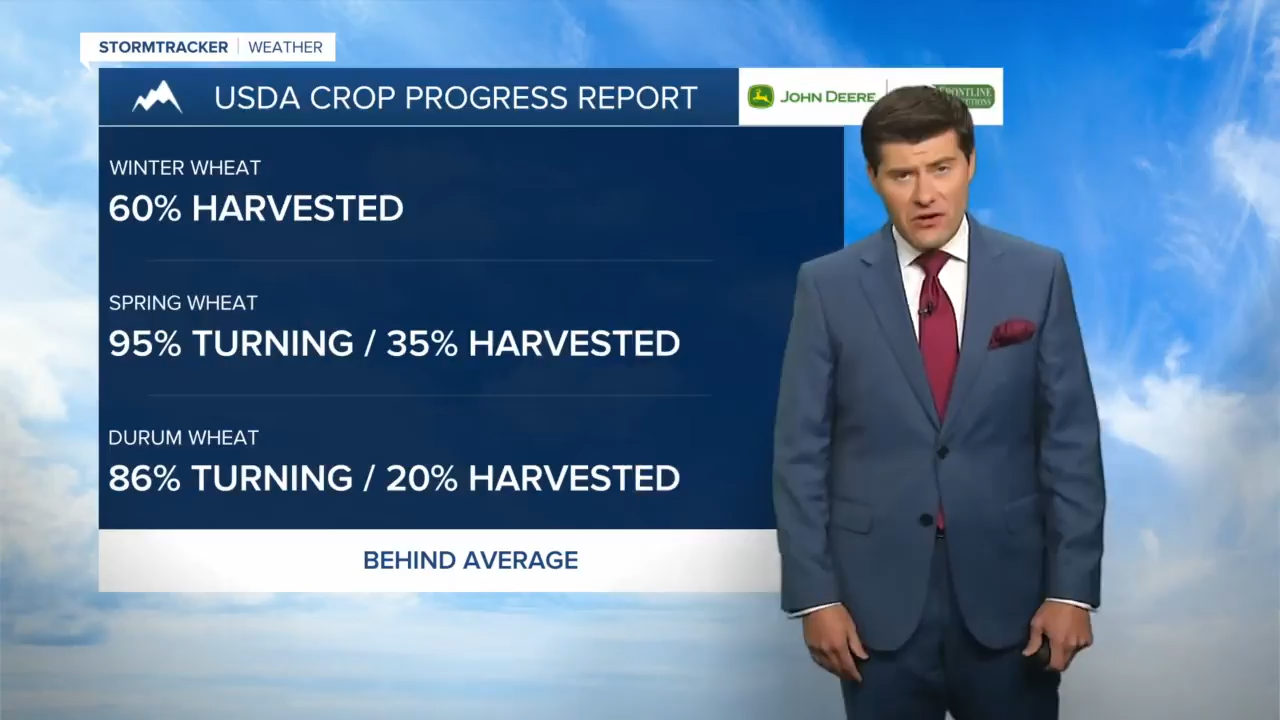 STORMTRACKER | WEATHER
USDA CROP PROGRESS REPORT
JOHN DEERE
WINTER WHEAT
60% HARVESTED
SPRING WHEAT
95% TURNING / 35% HARVESTED
DURUM WHEAT
86% TURNING / 20% HARVESTED
BEHIND AVERAGE